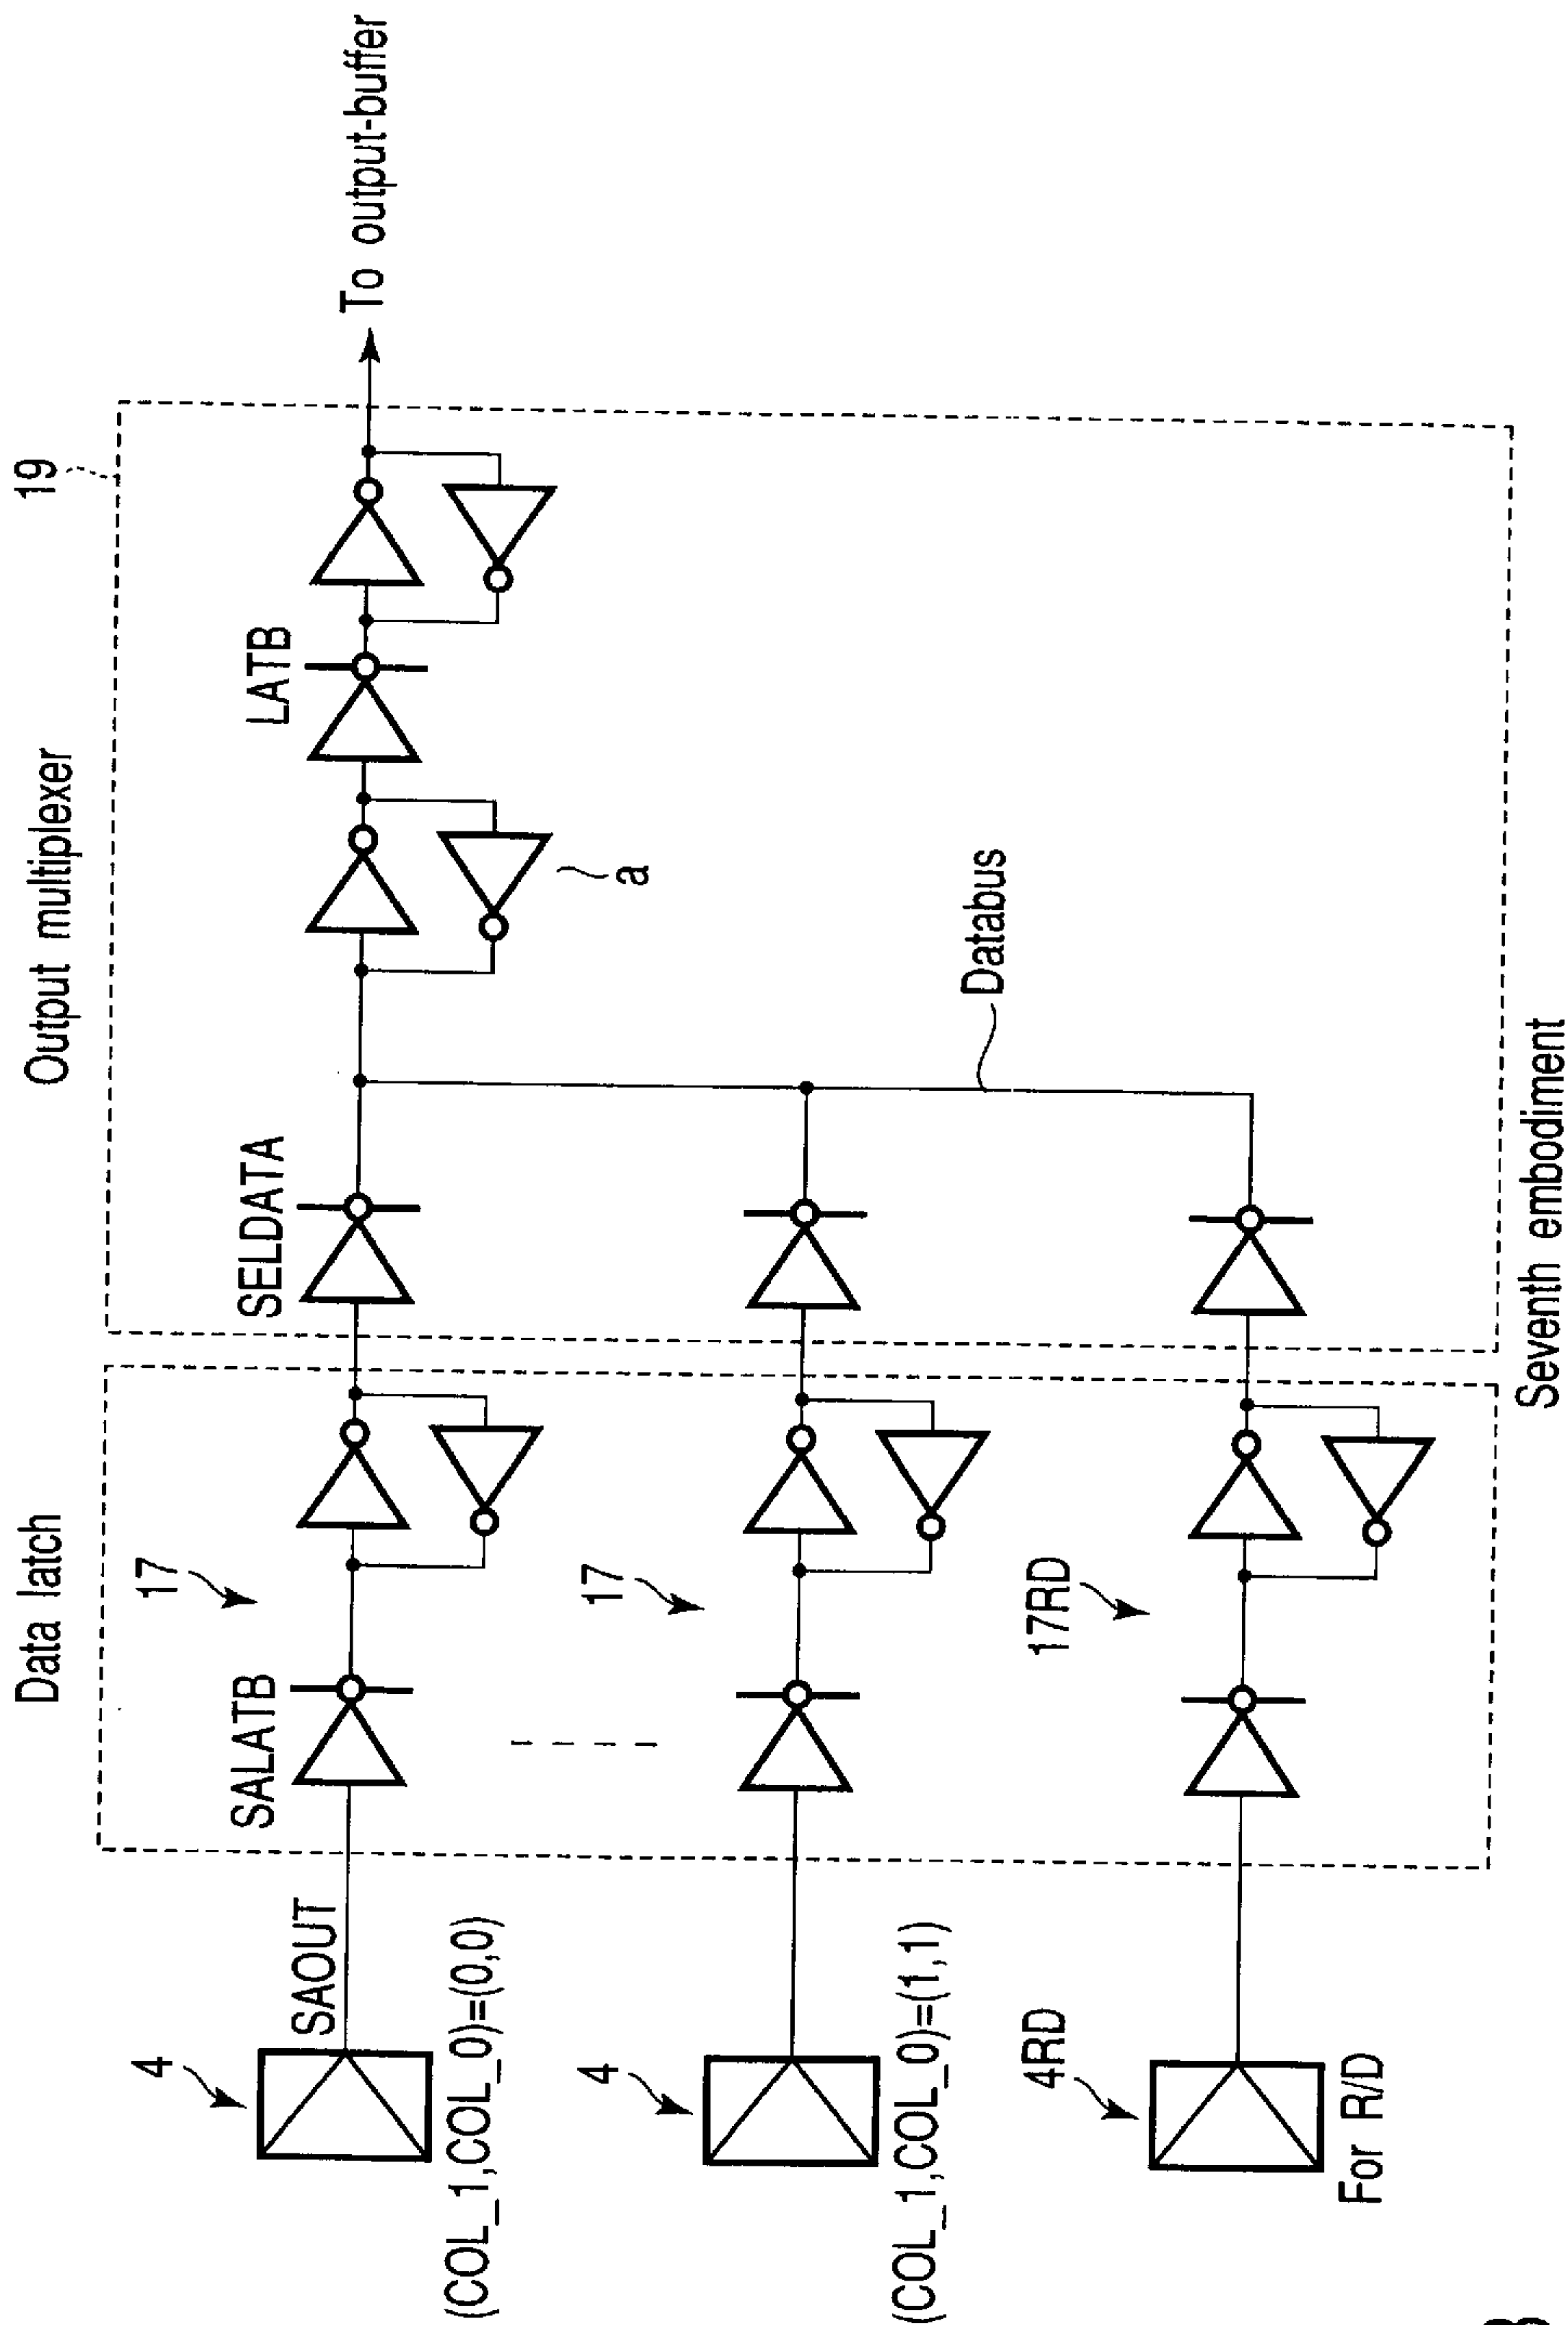 Data latch
Output multiplexer
19
4
SAOUT
SALATB
17
SELDATA
LATB
To output-buffer
(COL_1,COL_0)=(0,0)
a
4
17
Databus
(COL_1,COL_0)=(1,1)
4RD
17RD
For R/D
Seventh embodiment